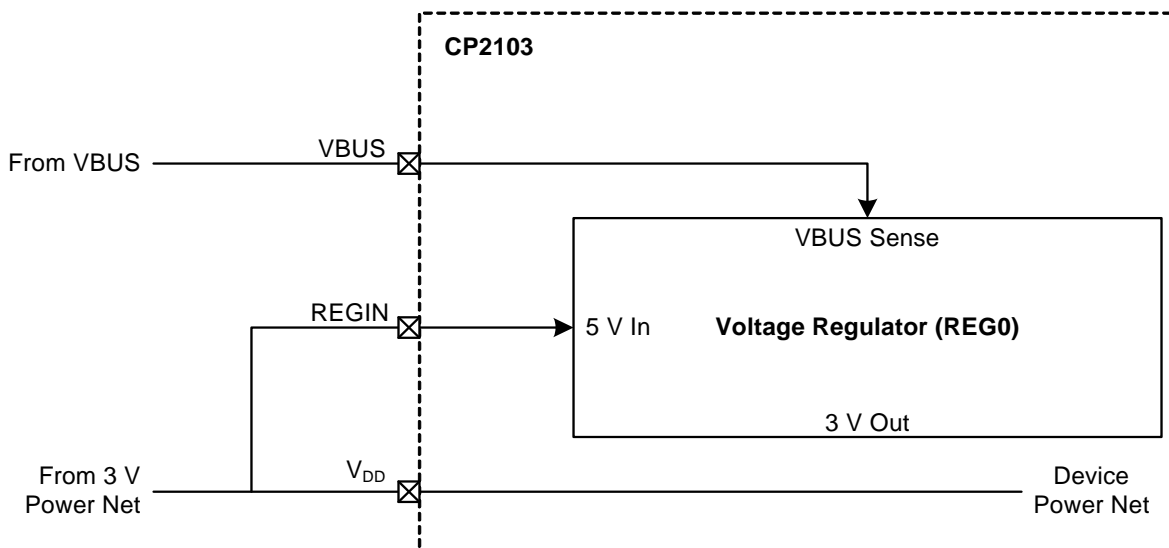 CP2103
From VBUS
VBUS
VBUS Sense
REGIN
5 V In
Voltage Regulator (REG0)
3 V Out
From 3 V
Power Net
VDD
Device
Power Net